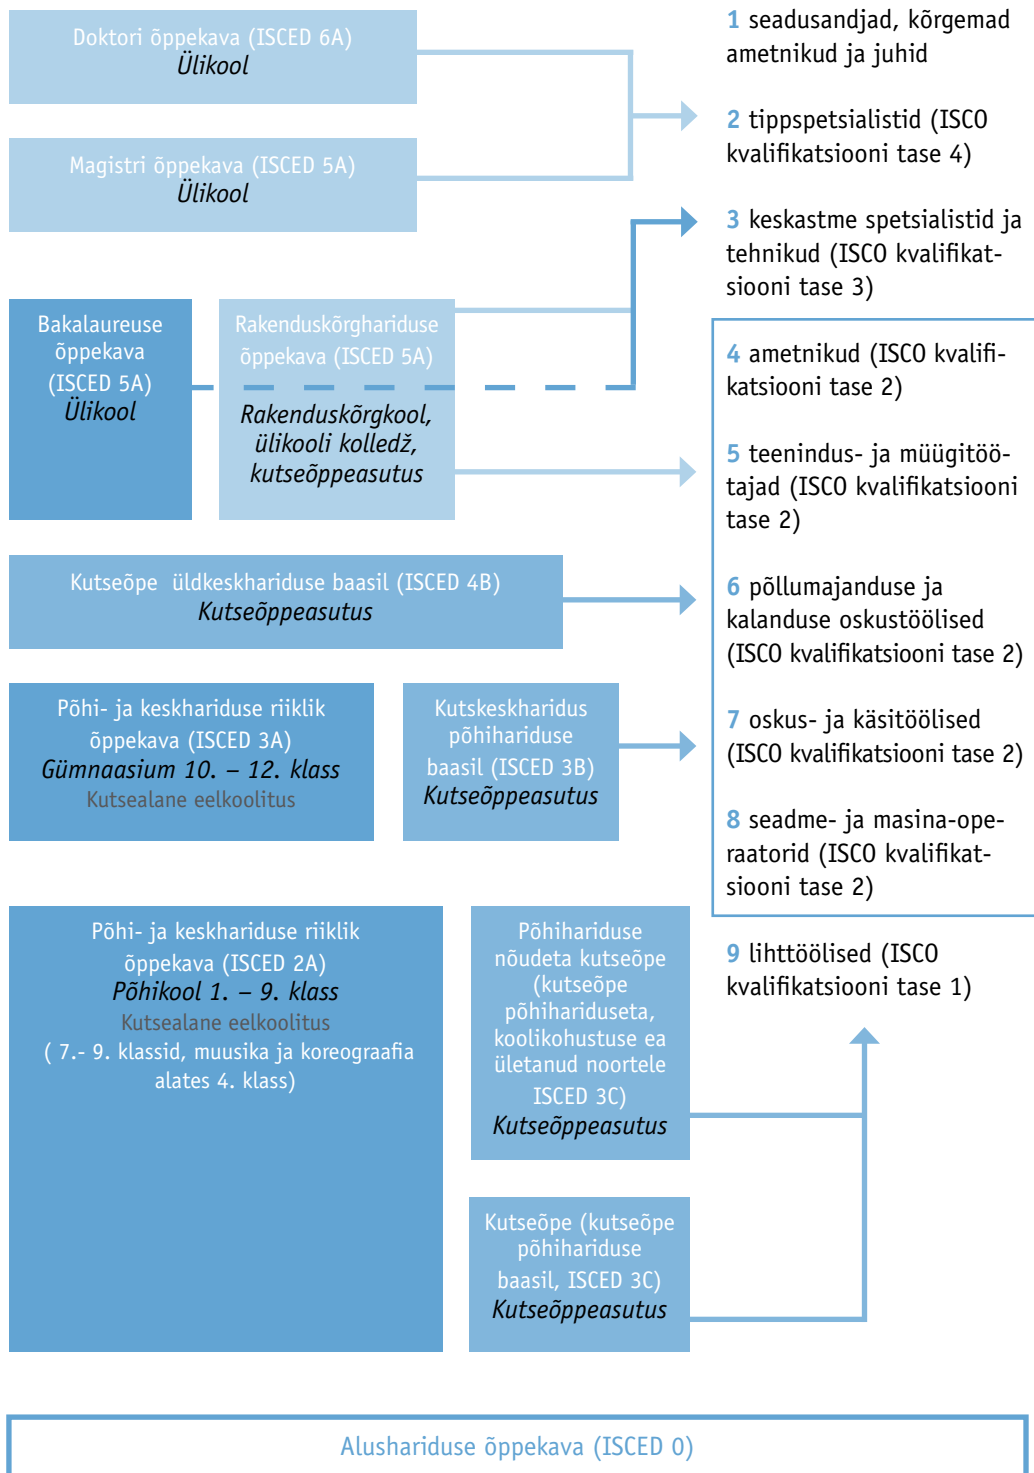 Doktori õppekava (ISCED 6A)
Ülikool
Magistri õppekava (ISCED 5A)
Ülikool
Bakalaureuse
õppekava
(ISCED 5A)
Ülikool
Rakenduskõrghariduse
õppekava (ISCED 5A)
Rakenduskõrgkool,
ülikooli kolledž,
kutseõppeasutus
Kutseõpe üldkeskhariduse baasil (ISCED 4B)
Kutseõppeasutus
Põhi- ja keskhariduse riiklik
õppekava (ISCED 3A)
Gümnaasium 10. – 12. klass
Kutsealane eelkoolitus
Kutskeskharidus
põhihariduse
baasil (ISCED 3B)
Kutseõppeasutus
Põhi- ja keskhariduse riiklik
õppekava (ISCED 2A)
Põhikool 1. – 9. klass
Kutsealane eelkoolitus
( 7.- 9. klassid, muusika ja koreograafia
alates 4. klass)
Põhihariduse
nõudeta kutseõpe
(kutseõpe
põhihariduseta,
koolikohustuse ea
ületanud noortele
ISCED 3C)
Kutseõppeasutus
Kutseõpe (kutseõpe
põhihariduse
baasil, ISCED 3C)
Kutseõppeasutus
1 seadusandjad, kõrgemad
ametnikud ja juhid
2 tippspetsialistid (ISCO
kvalifikatsiooni tase 4)
3 keskastme spetsialistid ja
tehnikud (ISCO kvalifikat-
siooni tase 3)
4 ametnikud (ISCO kvalifi-
katsiooni tase 2)
5 teenindus- ja müügitöö-
tajad (ISCO kvalifikatsiooni
tase 2)
6 põllumajanduse ja
kalanduse oskustöölised
(ISCO kvalifikatsiooni tase 2)
7 oskus- ja käsitöölised
(ISCO kvalifikatsiooni tase 2)
8 seadme- ja masina-ope-
raatorid (ISCO kvalifikat-
siooni tase 2)
9 lihttöölised (ISCO
kvalifikatsiooni tase 1)
Alushariduse õppekava (ISCED 0)